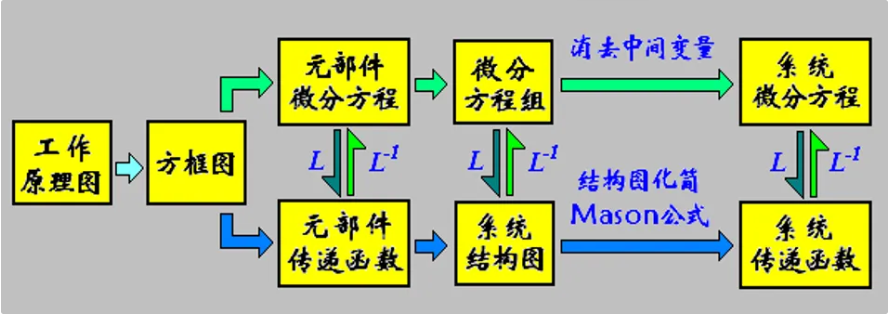 工作
原理图
方框图
元部件
微分方程
微分
方程组
消去中间变量
系统
微分方程
L
L-1
L
L-1
L
L-1
结构图化简
Mason公式
元部件
传递函数
系统
结构图
系统
传递函数